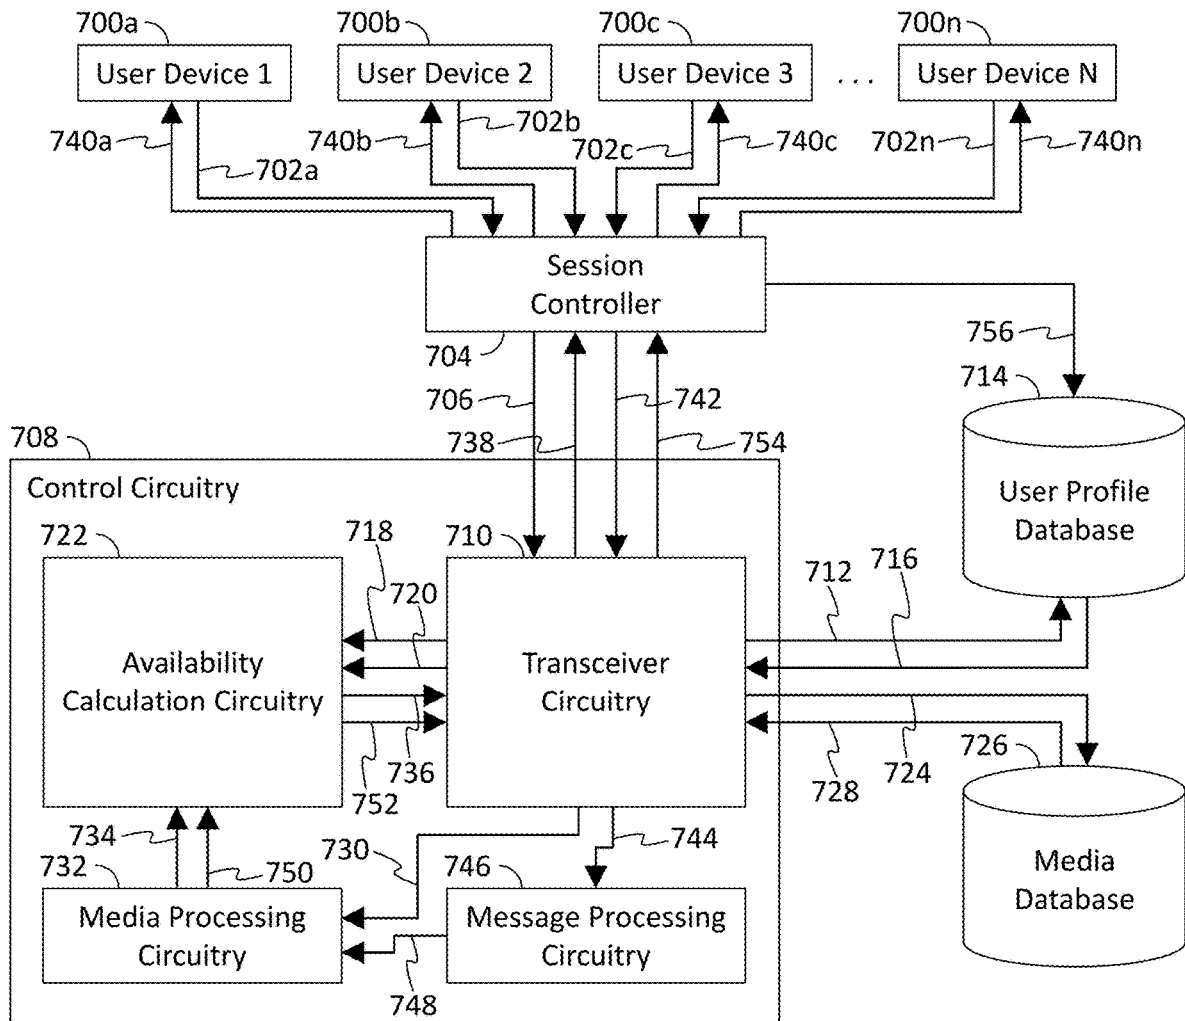 700a 700b 700c 700n
User Device 1 User Device 2 User Device 3 ... User Device N
740a 702a 740b 702b 702c 740c 702n 740n
Session
Controller
704
706 742
738 754
756
714
User Profile
Database
708
Control Circuitry
722 718 710
720
712 716
Availability
Calculation Circuitry
Transceiver
Circuitry
736
752
728 724 726
734
732 750 730 746 744
Media Processing
Circuitry
Message Processing
Circuitry
748
Media
Database